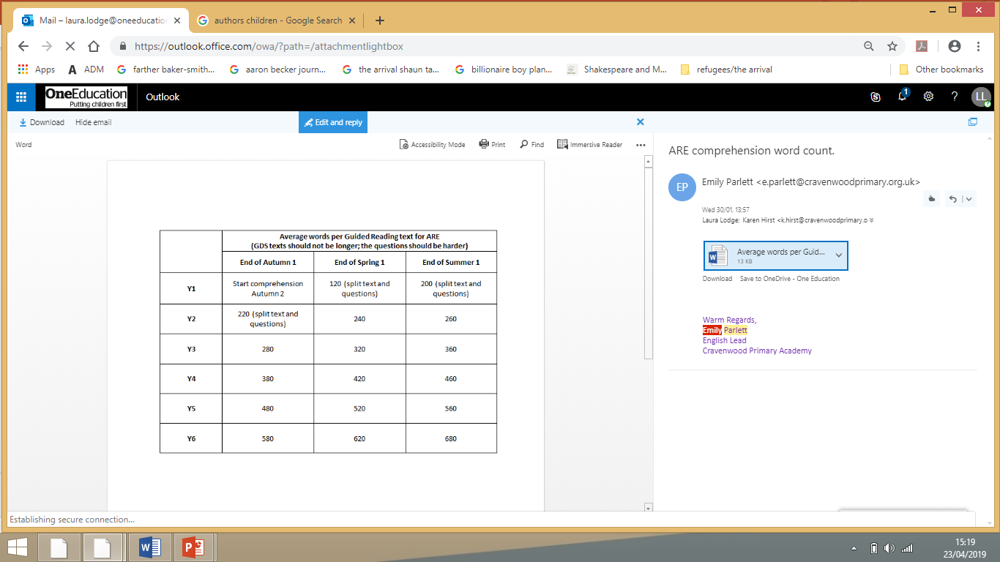 Mail – laura.lodge@oneeducatio
authors children - Google Search
https://outlook.office.com/owa/?path=/attachmentlightbox
Apps
ADM
farther baker-smith...
aaron becker journ...
the arrival shaun ta...
billionaire boy plan...
Shakespeare and M...
refugees/the arrival
Other bookmarks
OneEducation
Putting children first
Outlook
1
?
LL
Download
Hide email
Edit and reply
Word
Accessibility Mode
Print
Find
Immersive Reader
Average words per Guided Reading text for ARE
(GDS texts should not be longer; the questions should be harder)
End of Autumn 1
End of Spring 1
End of Summer 1
Y1
Start comprehension
Autumn 2
120 (split text and
questions)
200 (split text and
questions)
Y2
220 (split text and
questions)
240
260
Y3
280
320
360
Y4
380
420
460
Y5
480
520
560
Y6
580
620
680
ARE comprehension word count.
EP
Emily Parlett <e.parlett@cravenwoodprimary.org.uk>
Wed 30/01, 13:57
Laura Lodge; Karen Hirst <k.hirst@cravenwoodprimary.o
Average words per Guid...
13 KB
Download
Save to OneDrive - One Education
Warm Regards,
Emily Parlett
English Lead
Cravenwood Primary Academy
Establishing secure connection...
15:19
23/04/2019